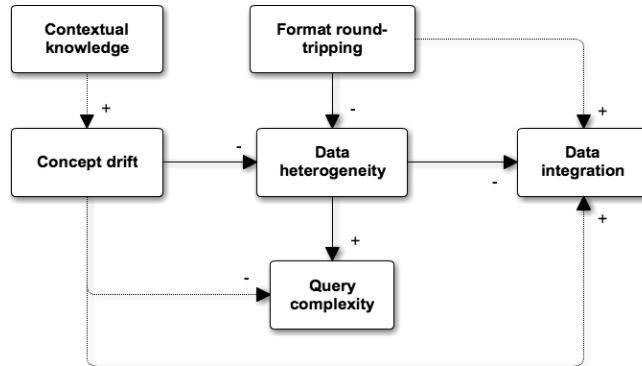 Contextual
knowledge
Format round-
tripping
+
-
+
Concept drift
-
Data
heterogeneity
-
Data
integration
+
+
-
Query
complexity